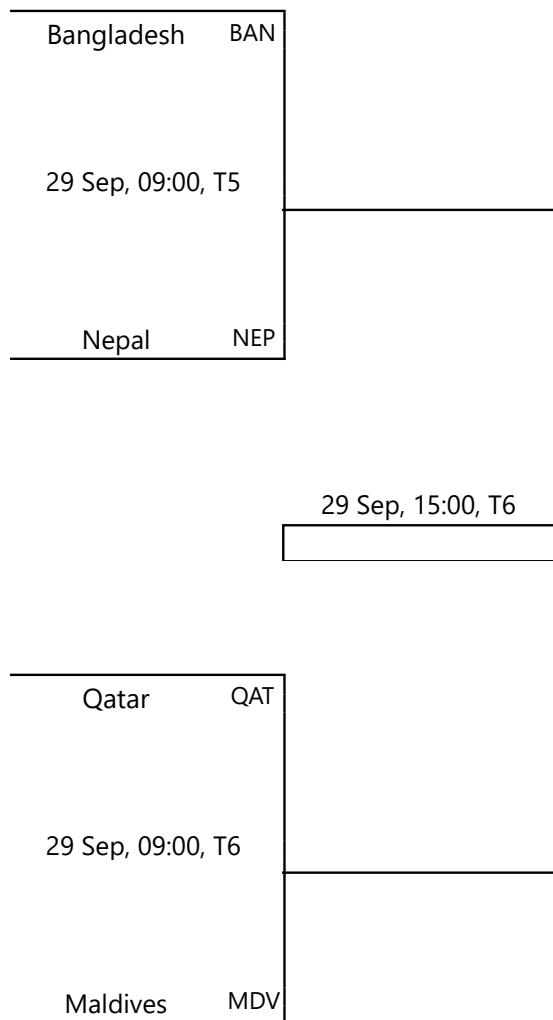 Bangladesh BAN
29 Sep, 09:00, T5
Nepal NEP
29 Sep, 15:00, T6
Qatar QAT
29 Sep, 09:00, T6
Maldives MDV